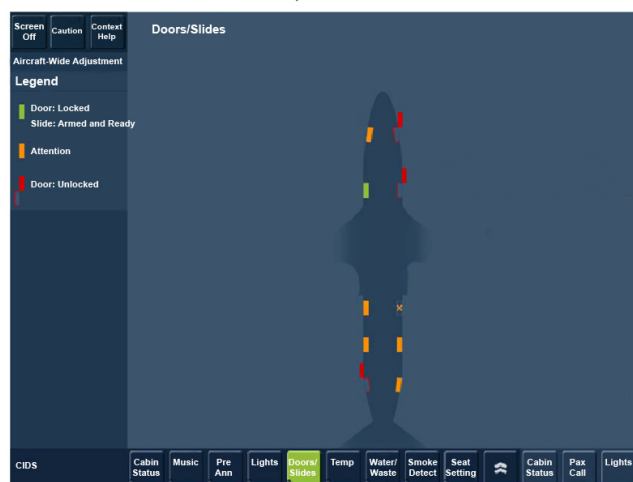 Screen
Off
Caution
Context
Help
Doors/Slides
Aircraft-Wide Adjustment
Legend
Door: Locked
Slide: Armed and Ready
Attention
Door: Unlocked
CIDS
Cabin
Status
Music
Pre
Ann
Lights
Doors/
Slides
Temp
Water/
Waste
Smoke
Detect
Seat
Setting
Cabin
Status
Pax
Call
Lights